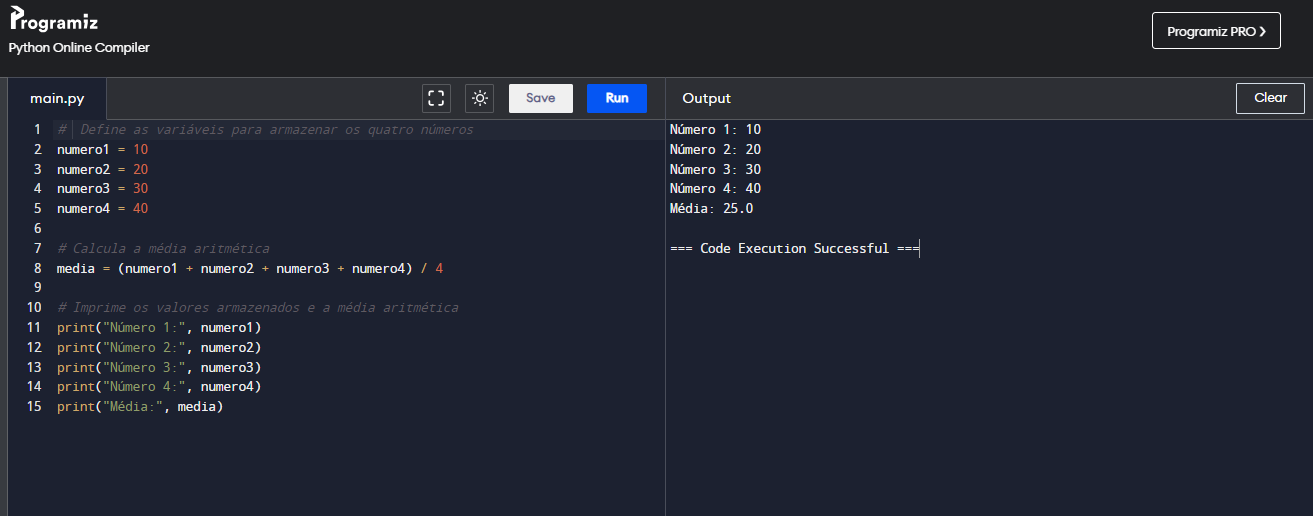 Programiz
Python Online Compiler
Programiz PRO ❯
main.py
Save
Run
Output
Clear
1 # Define as variáveis para armazenar os quatro números
2 numero1 = 10
3 numero2 = 20
4 numero3 = 30
5 numero4 = 40
6
7 # Calcula a média aritmética
8 media = (numero1 + numero2 + numero3 + numero4) / 4
9
10 # Imprime os valores armazenados e a média aritmética
11 print("Número 1:", numero1)
12 print("Número 2:", numero2)
13 print("Número 3:", numero3)
14 print("Número 4:", numero4)
15 print("Média:", media)
Número 1: 10
Número 2: 20
Número 3: 30
Número 4: 40
Média: 25.0
=== Code Execution Successful ===